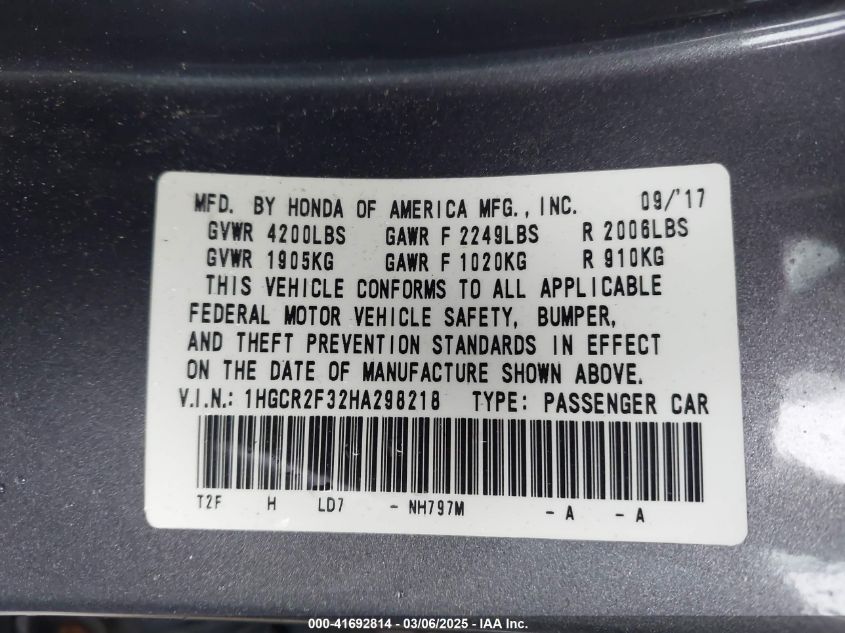 MFD. BY HONDA OF AMERICA MFG., INC. 09/'17
GVWR 4200LBS GAWR F 2249LBS R 2006LBS
GVWR 1905KG GAWR F 1020KG R 910KG
THIS VEHICLE CONFORMS TO ALL APPLICABLE
FEDERAL MOTOR VEHICLE SAFETY, BUMPER,
AND THEFT PREVENTION STANDARDS IN EFFECT
ON THE DATE OF MANUFACTURE SHOWN ABOVE.
V.I.N.: 1HGCR2F32HA298218 TYPE: PASSENGER CAR
T2F H LD7 - NH797M - A - A
000-41692814 - 03/06/2025 - IAA Inc.